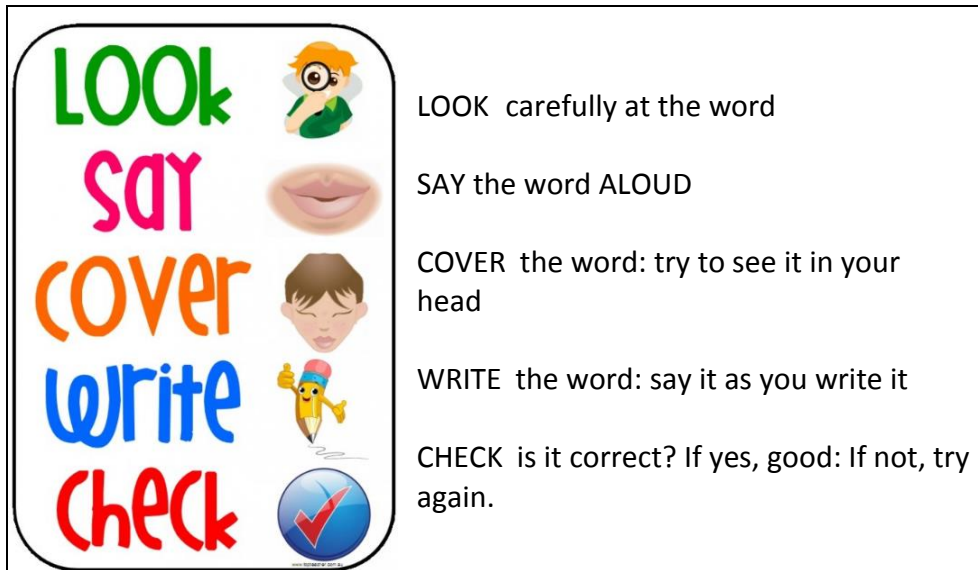 LOOk
say
cover
write
check
LOOK carefully at the word
SAY the word ALOUD
COVER the word: try to see it in your
head
WRITE the word: say it as you write it
CHECK is it correct? If yes, good: If not, try
again.